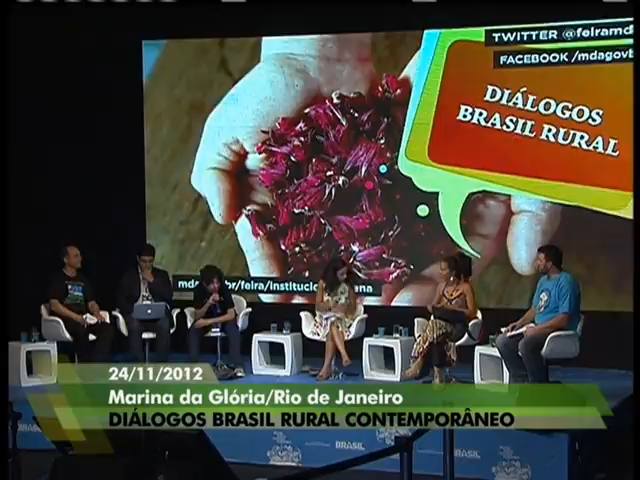 TWITTER @feiramd
FACEBOOK /mdagovb
DIÁLOGOS
BRASIL RURAL
24/11/2012
Marina da Glória/Rio de Janeiro
DIÁLOGOS BRASIL RURAL CONTEMPORÂNEO
BRASIL